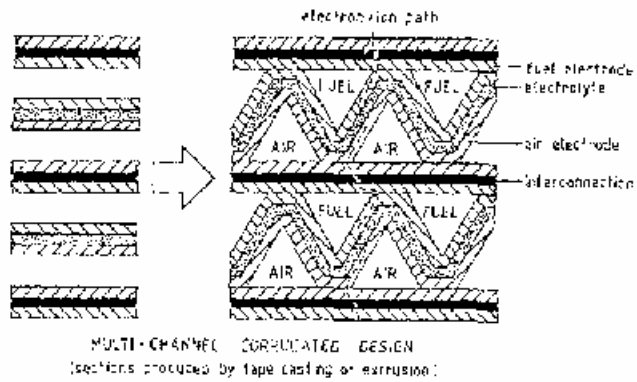 electron/ion path
fuel electrode
FUEL FUEL
electrolyte
AIR AIR
air electrode
interconnection
FUEL FUEL
AIR AIR
MULTI-CHANNEL CORRUGATED DESIGN
(sections produced by tape casting or extrusion)